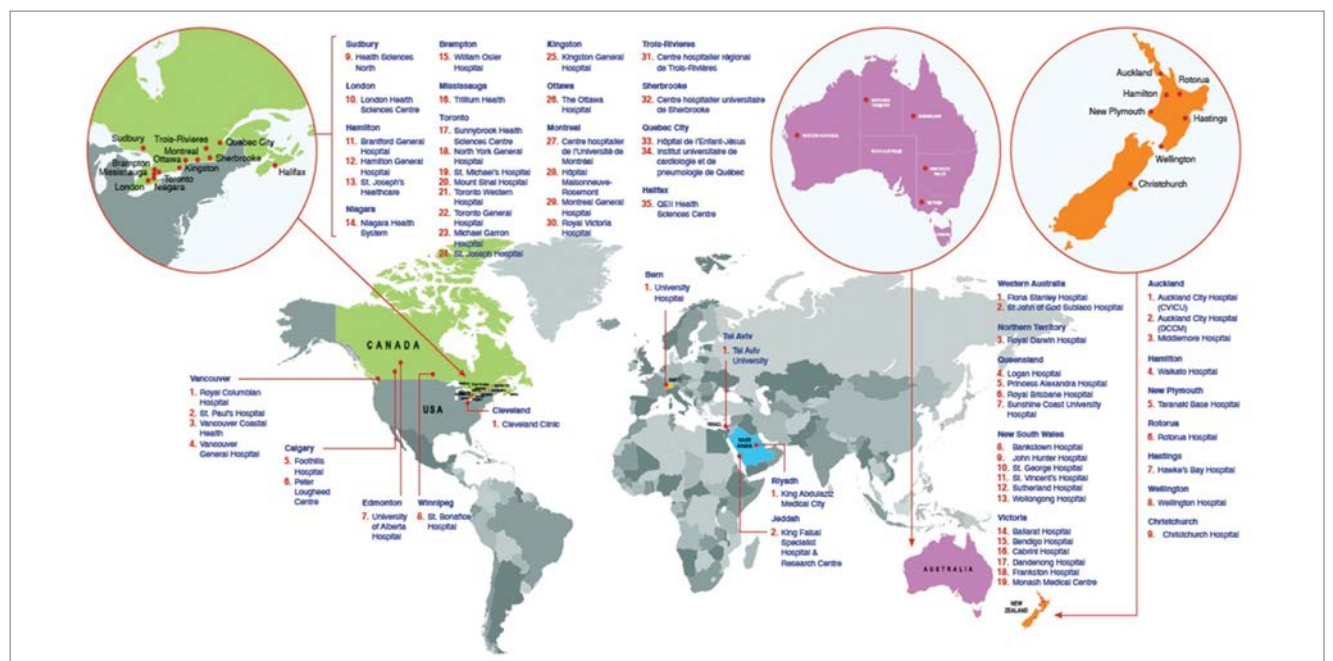 Sudbury
9. Health Sciences
North
London
10. London Health
Sciences Centre
Hamilton
11. Brantford General
Hospital
12. Hamilton General
Hospital
13. St. Joseph's
Healthcare
Niagara
14. Niagara Health
System
Brampton
15. William Osler
Hospital
Mississauga
16. Trillium Health
Toronto
17. Sunnybrook Health
Sciences Centre
18. North York General
Hospital
19. St. Michael's Hospital
20. Mount Sinai Hospital
21. Toronto Western
Hospital
22. Toronto General
Hospital
23. Michael Garron
Hospital
24. St. Joseph Hospital
Kingston
25. Kingston General
Hospital
Ottawa
26. The Ottawa
Hospital
Montreal
27. Centre hospitalier
de l'Université de
Montréal
28. Hôpital
Maisonneuve-
Rosemont
29. Montreal General
Hospital
30. Royal Victoria
Hospital
Trois-Rivieres
31. Centre hospitalier régional
de Trois-Rivières
Sherbrooke
32. Centre hospitalier universitaire
de Sherbrooke
Quebec City
33. Hôpital de l'Enfant-Jésus
34. Institut universitaire de
cardiologie et de
pneumologie de Québec
Halifax
35. QEII Health
Sciences Centre
Sudbury
Trois-Rivieres
Quebec City
Montreal
Brampton
Ottawa
Sherbrooke
Mississauga
Kingston
Halifax
Toronto
London
Niagara
NORTHERN
TERRITORY
QUEENSLAND
WESTERN AUSTRALIA
SOUTH AUSTRALIA
NEW SOUTH
WALES
VICTORIA
Auckland
Rotorua
Hamilton
New Plymouth
Hastings
Wellington
Christchurch
CANADA
USA
Vancouver
1. Royal Columbian
Hospital
2. St. Paul's Hospital
3. Vancouver Coastal
Health
4. Vancouver
General Hospital
Calgary
5. Foothills
Hospital
6. Peter
Lougheed
Centre
Edmonton
7. University
of Alberta
Hospital
Winnipeg
8. St. Boniface
Hospital
Cleveland
1. Cleveland Clinic
Bern
1. University
Hospital
Tel Aviv
1. Tel Aviv
University
ISRAEL
SAUDI
ARABIA
Riyadh
1. King Abdulaziz
Medical City
Jeddah
2. King Faisal
Specialist
Hospital &
Research Centre
Western Australia
1. Fiona Stanley Hospital
2. St John of God Subiaco Hospital
Northern Territory
3. Royal Darwin Hospital
Queensland
4. Logan Hospital
5. Princess Alexandra Hospital
6. Royal Brisbane Hospital
7. Sunshine Coast University
Hospital
New South Wales
8. Bankstown Hospital
9. John Hunter Hospital
10. St. George Hospital
11. St. Vincent's Hospital
12. Sutherland Hospital
13. Wollongong Hospital
Victoria
14. Ballarat Hospital
15. Bendigo Hospital
16. Cabrini Hospital
17. Dandenong Hospital
18. Frankston Hospital
19. Monash Medical Centre
Auckland
1. Auckland City Hospital
(CVICU)
2. Auckland City Hospital
(DCCM)
3. Middlemore Hospital
Hamilton
4. Waikato Hospital
New Plymouth
5. Taranaki Base Hospital
Rotorua
6. Rotorua Hospital
Hastings
7. Hawke's Bay Hospital
Wellington
8. Wellington Hospital
Christchurch
9. Christchurch Hospital
AUSTRALIA
NEW
ZEALAND